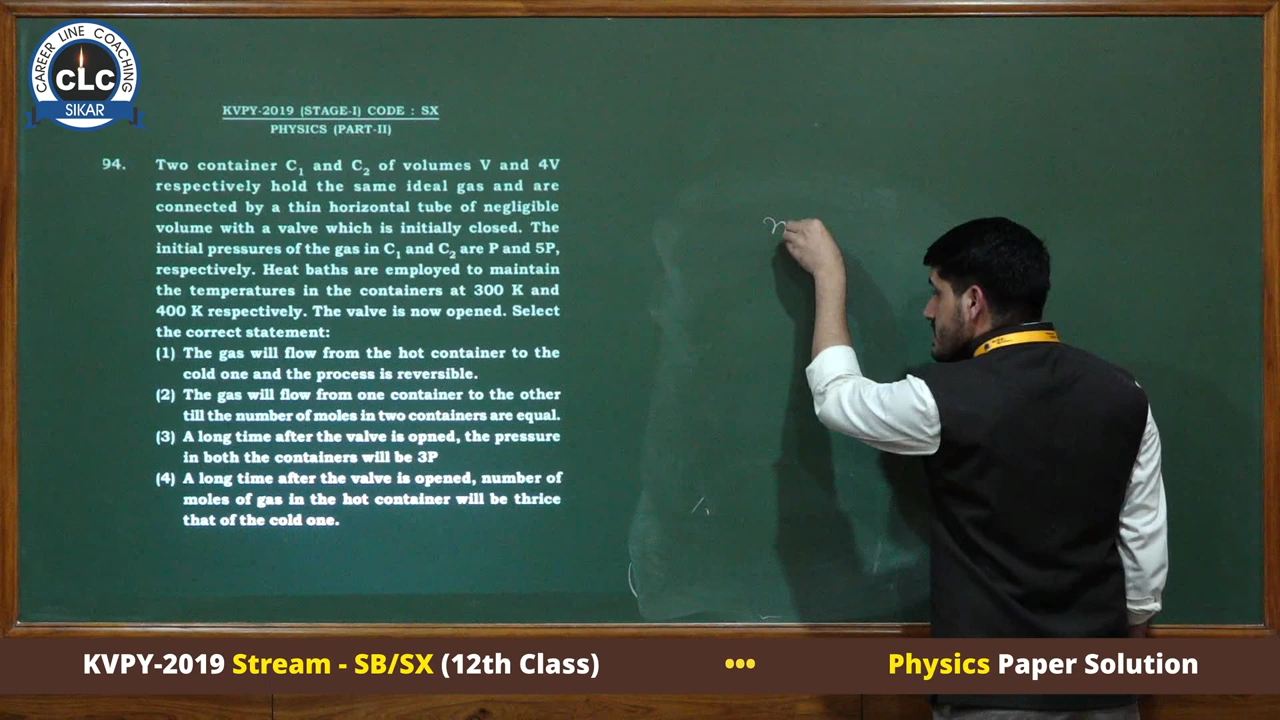 CAREER LINE COACHING
CLC
SIKAR
KVPY-2019 (STAGE-I) CODE : SX
PHYSICS (PART-II)
94. Two container C₁ and C₂ of volumes V and 4V
respectively hold the same ideal gas and are
connected by a thin horizontal tube of negligible
volume with a valve which is initially closed. The
initial pressures of the gas in C₁ and C₂ are P and 5P,
respectively. Heat baths are employed to maintain
the temperatures in the containers at 300 K and
400 K respectively. The valve is now opened. Select
the correct statement:
(1) The gas will flow from the hot container to the
cold one and the process is reversible.
(2) The gas will flow from one container to the other
till the number of moles in two containers are equal.
(3) A long time after the valve is opned, the pressure
in both the containers will be 3P
(4) A long time after the valve is opened, number of
moles of gas in the hot container will be thrice
that of the cold one.
KVPY-2019 Stream - SB/SX (12th Class) ••• Physics Paper Solution